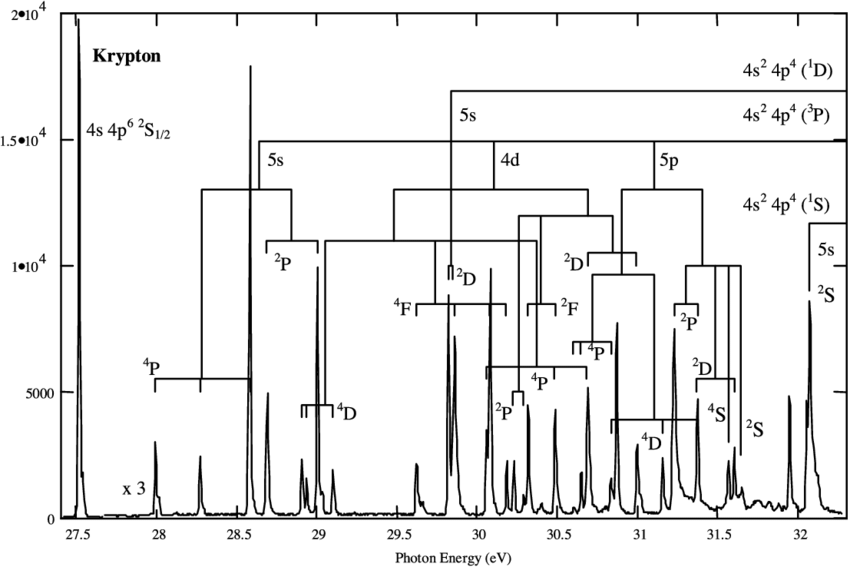 2•10⁴
Krypton
4s² 4p⁴ (¹D)
4s 4p⁶ ²S₁/₂
5s
4s² 4p⁴ (³P)
1.5•10⁴
5s
4d
5p
4s² 4p⁴ (¹S)
5s
²P
²D
²D
1•10⁴
²S
⁴F
²F
²P
⁴P
⁴P
⁴P
²D
5000
⁴D
²P
⁴S
²S
⁴D
x 3
0
27.5
28
28.5
29
29.5
30
30.5
31
31.5
32
Photon Energy (eV)